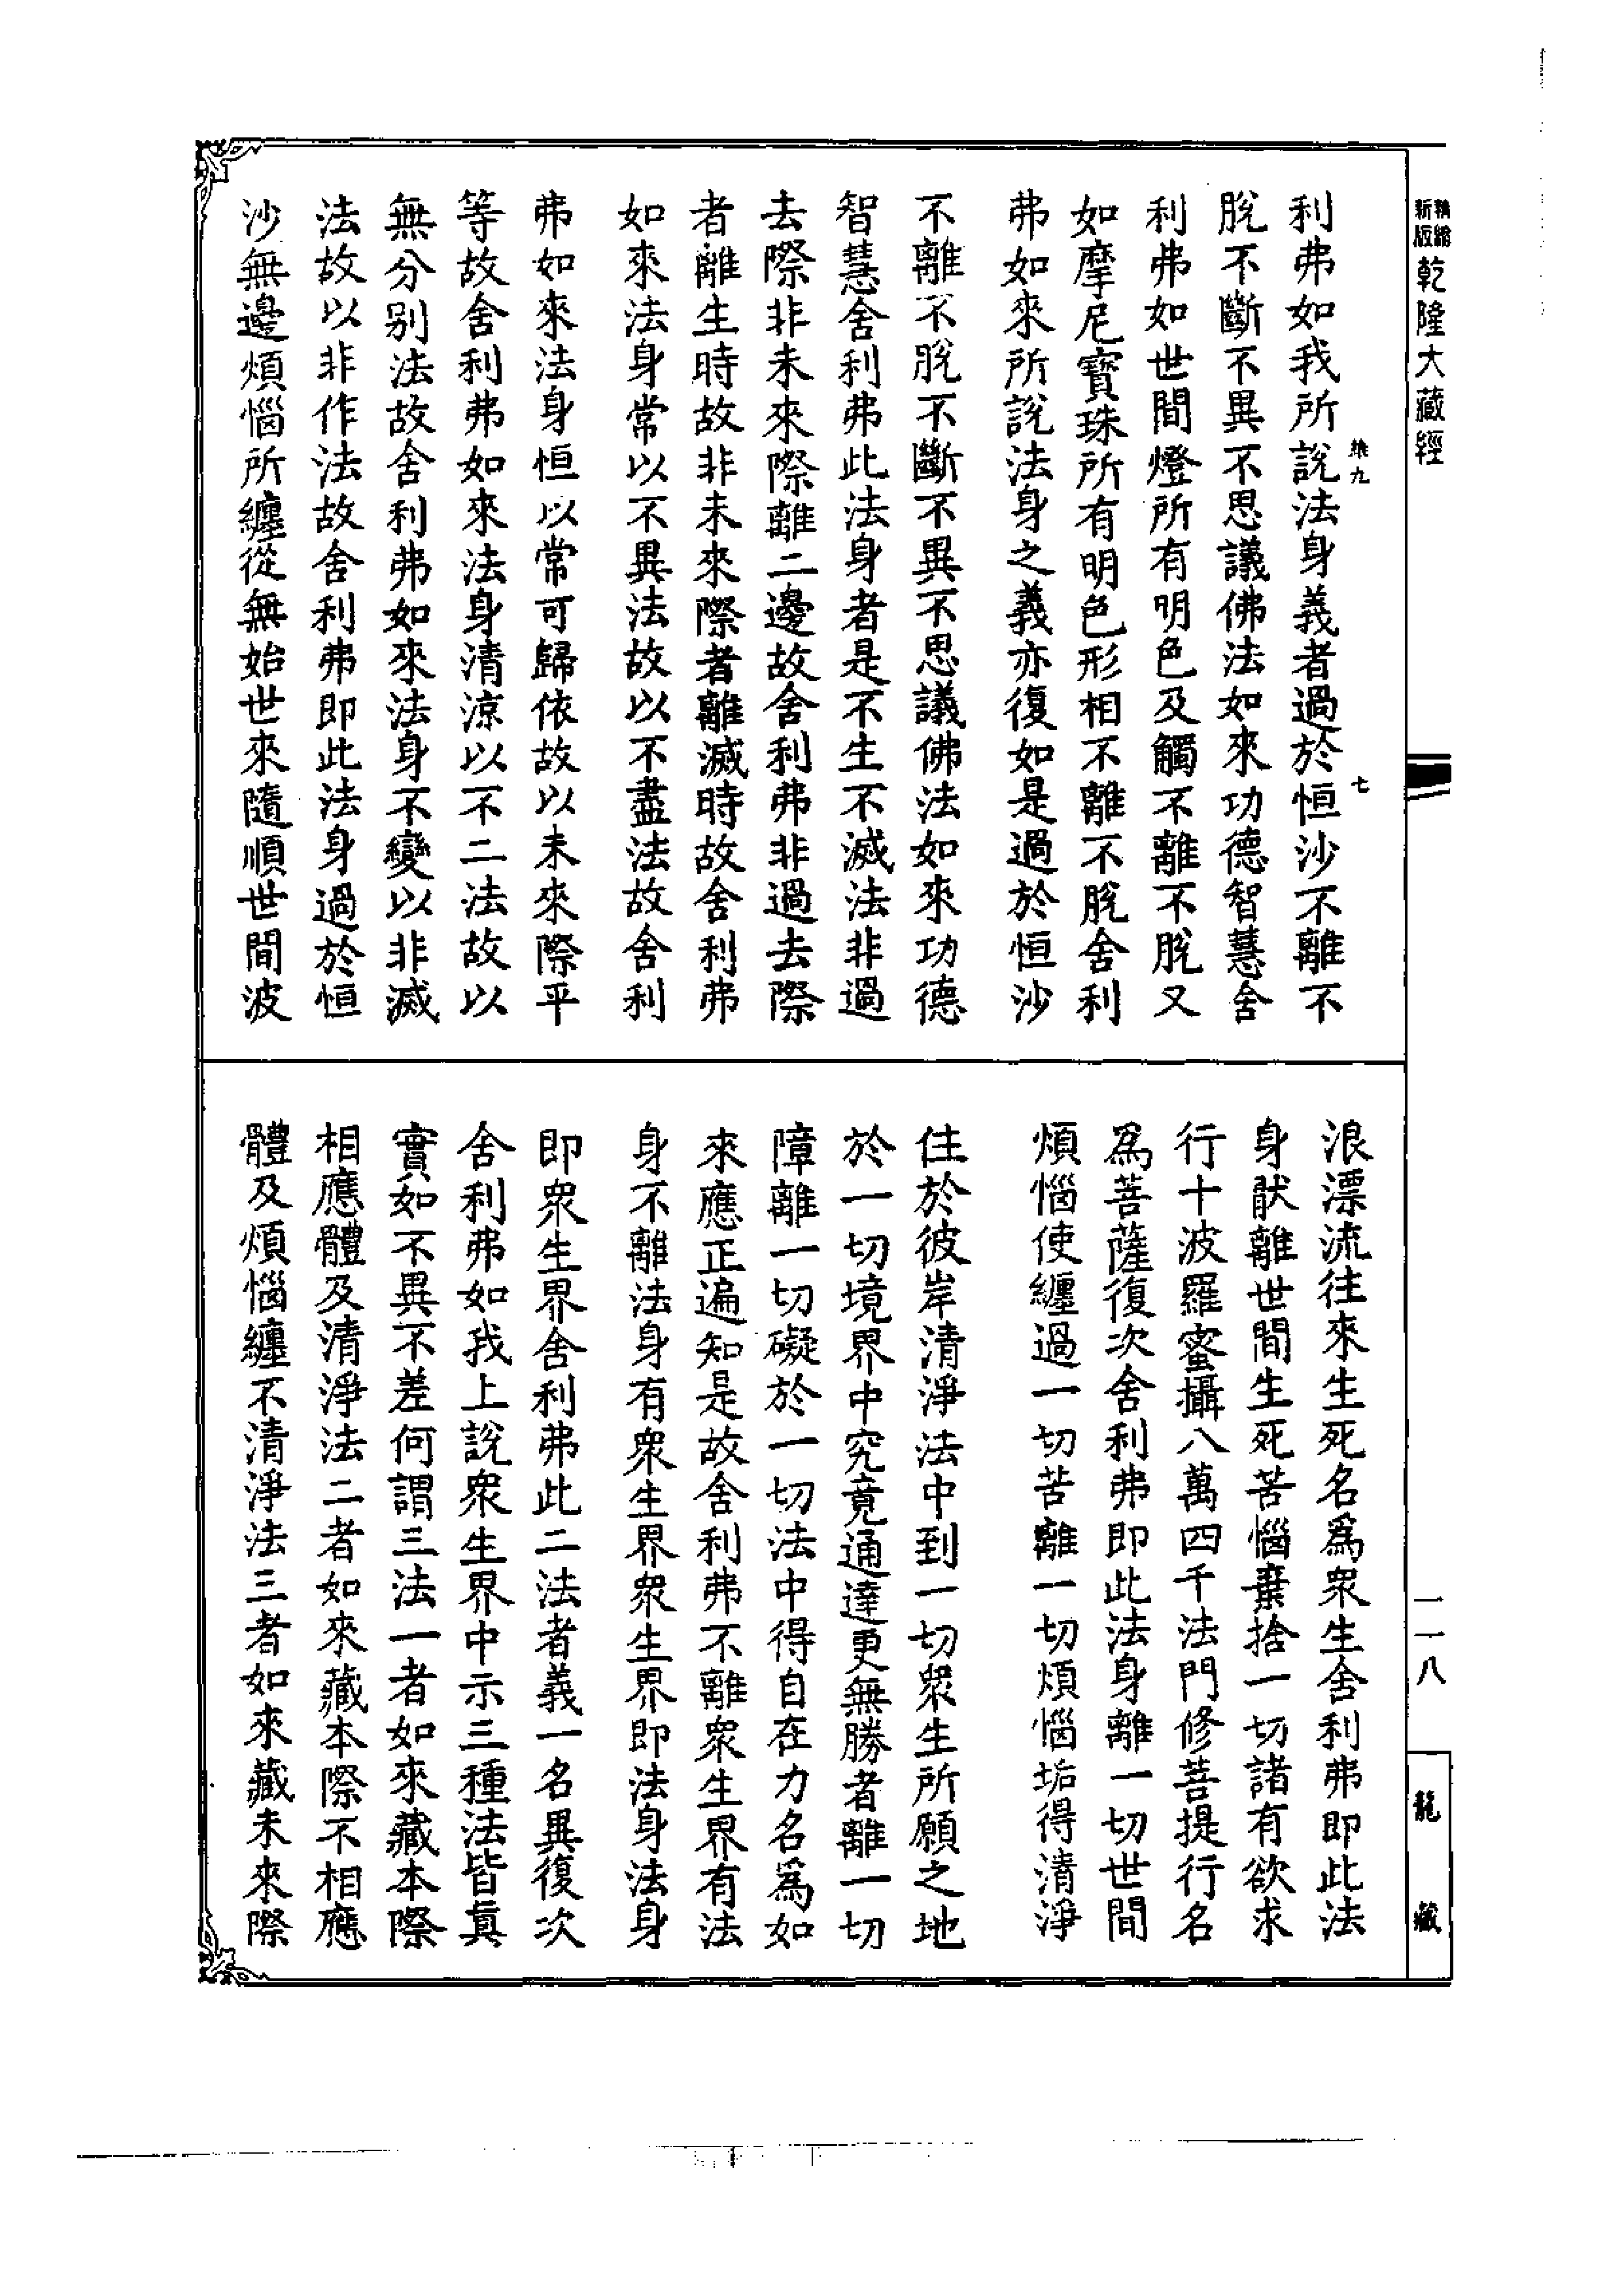 新版
乾隆大藏經
一一八
龍藏
九
七
利弗如我所說法身義者過於恒沙不離不
脫不斷不異不思議佛法如來功德智慧舍
利弗如世間燈所有明色及觸不離不脫又
如摩尼寶珠所有明色形相不離不脫舍利
弗如來所說法身之義亦復如是過於恒沙
不離不脫不斷不異不思議佛法如來功德
智慧舍利弗此法身者是不生不滅法非過
去際非未來際離二邊故舍利弗非過去際
者離生時故非未來際者離滅時故舍利弗
如來法身常以不異法故以不盡法故舍利
弗如來法身恒以常可歸依故以未來際平
等故舍利弗如來法身清涼以不二法故以
無分別法故舍利弗如來法身不變以非滅
法故以非作法故舍利弗即此法身過於恒
沙無邊煩惱所纏從無始世來隨順世間波
浪漂流往來生死名爲衆生舍利弗即此法
身猒離世間生死苦惱棄捨一切諸有欲求
行十波羅蜜攝八萬四千法門修菩提行名
爲菩薩復次舍利弗即此法身離一切世間
煩惱使纏過一切苦離一切煩惱垢得清淨
住於彼岸清淨法中到一切衆生所願之地
於一切境界中究竟通達更無勝者離一切
障離一切礙於一切法中得自在力名爲如
來應正遍知是故舍利弗不離衆生界有法
身不離法身有衆生界衆生界即法身法身
即衆生界舍利弗此二法者義一名異復次
舍利弗如我上說衆生界中示三種法皆真
實如不異不差何謂三法一者如來藏本際
相應體及清淨法二者如來藏本際不相應
體及煩惱纏不清淨法三者如來藏未來際